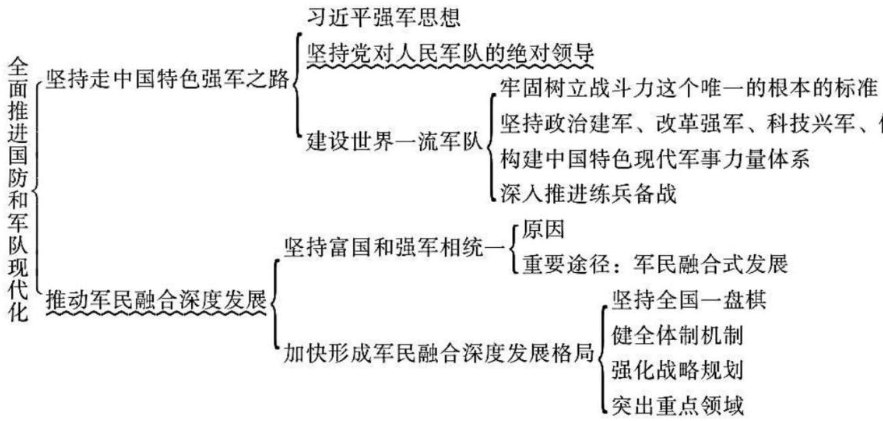 全面推进国防和军队现代化
坚持走中国特色强军之路
习近平强军思想
坚持党对人民军队的绝对领导
建设世界一流军队
牢固树立战斗力这个唯一的根本的标准
坚持政治建军、改革强军、科技兴军、
构建中国特色现代军事力量体系
深入推进练兵备战
推动军民融合深度发展
坚持富国和强军相统一
原因
重要途径：军民融合式发展
加快形成军民融合深度发展格局
坚持全国一盘棋
健全体制机制
强化战略规划
突出重点领域